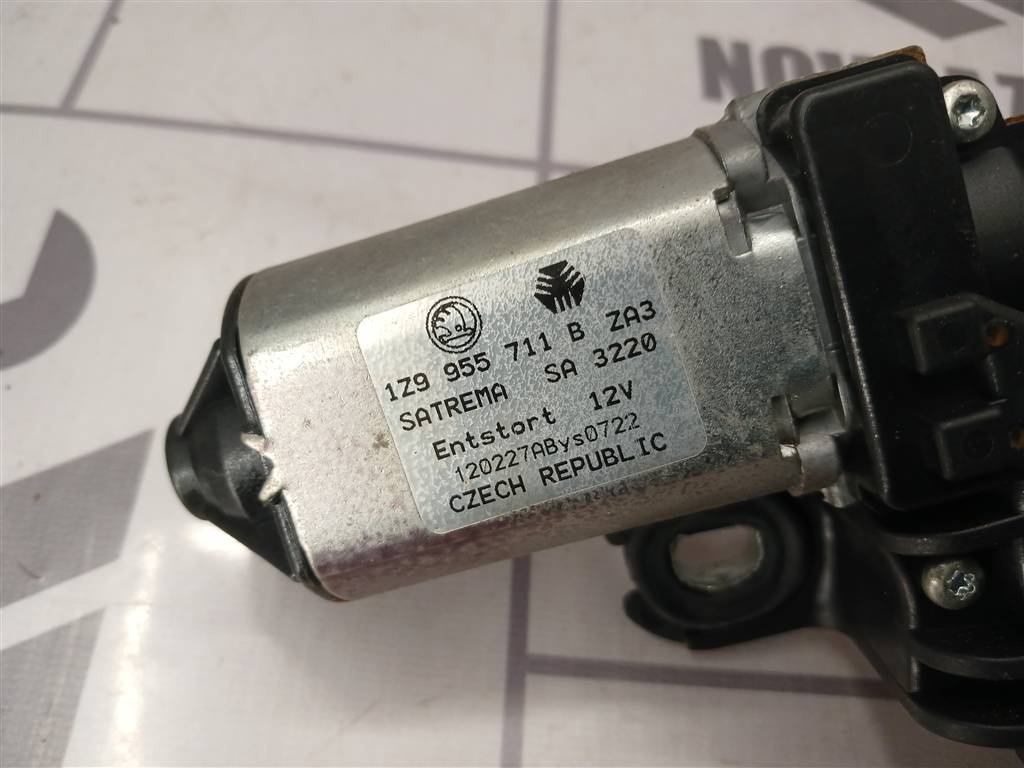 1Z9 955 711 B ZA3
SATREMA SA 3220
Entstort 12V
120227ABys0722
CZECH REPUBLIC